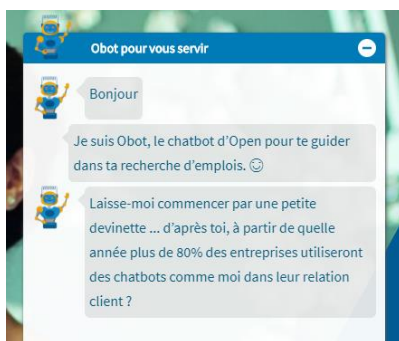 Obot pour vous servir
Bonjour
Je suis Obot, le chatbot d'Open pour te guider
dans ta recherche d'emplois. ☺
Laisse-moi commencer par une petite
devinette ... d'après toi, à partir de quelle
année plus de 80% des entreprises utiliseront
des chatbots comme moi dans leur relation
client ?